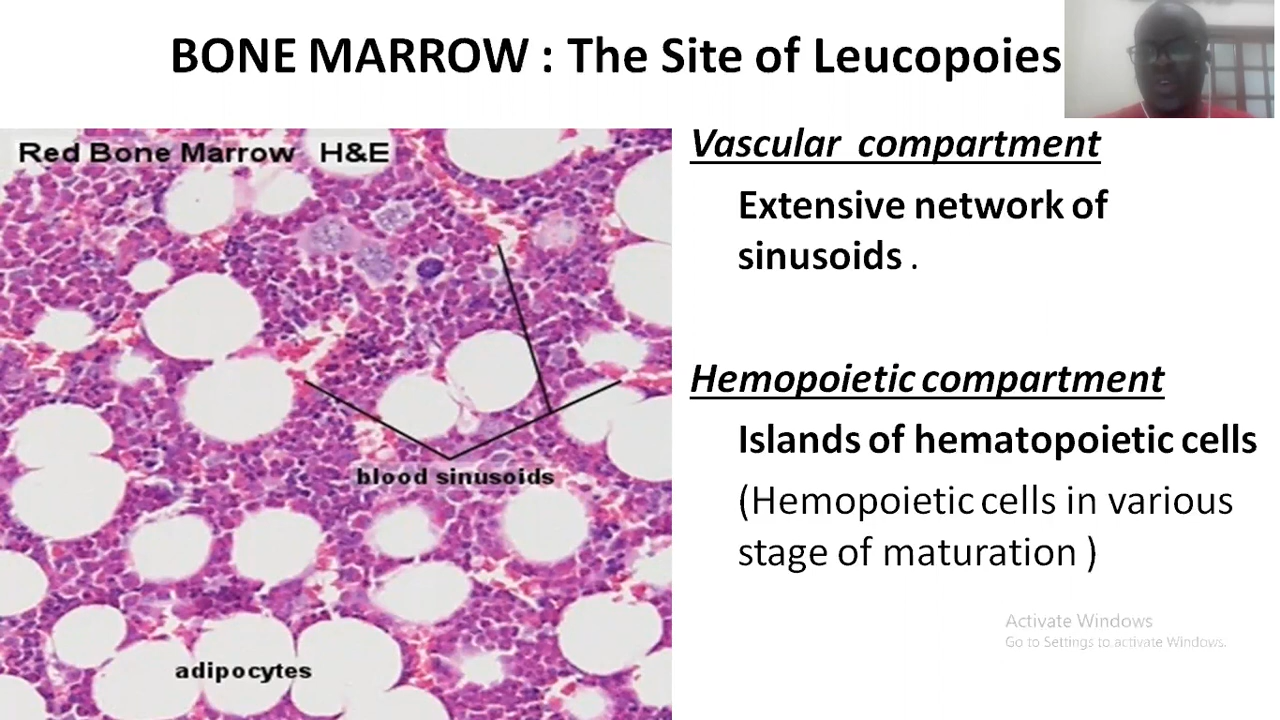 BONE MARROW : The Site of Leucopoies
Red Bone Marrow H&E
blood sinusoids
adipocytes
Vascular compartment
Extensive network of
sinusoids .
Hemopoietic compartment
Islands of hematopoietic cells
(Hemopoietic cells in various
stage of maturation )
Activate Windows
Go to Settings to activate Windows.